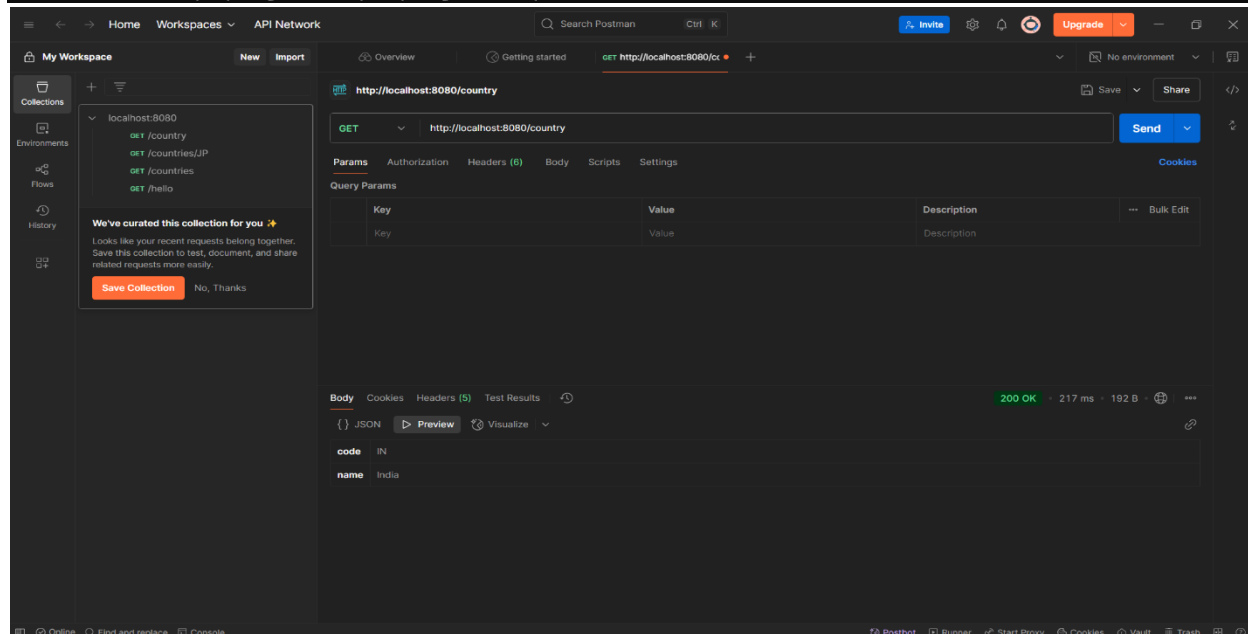 Home Workspaces API Network Search Postman Ctrl K Invite Upgrade
My Workspace New Import Overview Getting started GET http://localhost:8080/cc No environment
Collections
Environments
Flows
History
localhost:8080
GET /country
GET /countries/JP
GET /countries
GET /hello
We've curated this collection for you
Looks like your recent requests belong together.
Save this collection to test, document, and share
related requests more easily.
Save Collection No, Thanks
HTTP http://localhost:8080/country Save Share
GET http://localhost:8080/country Send
Params Authorization Headers (6) Body Scripts Settings Cookies
Query Params
Key Value Description Bulk Edit
Key Value Description
Body Cookies Headers (5) Test Results 200 OK 217 ms 192 B
{} JSON Preview Visualize
code IN
name India
Online Find and replace Console Postbot Runner Start Proxy Cookies Vault Trash